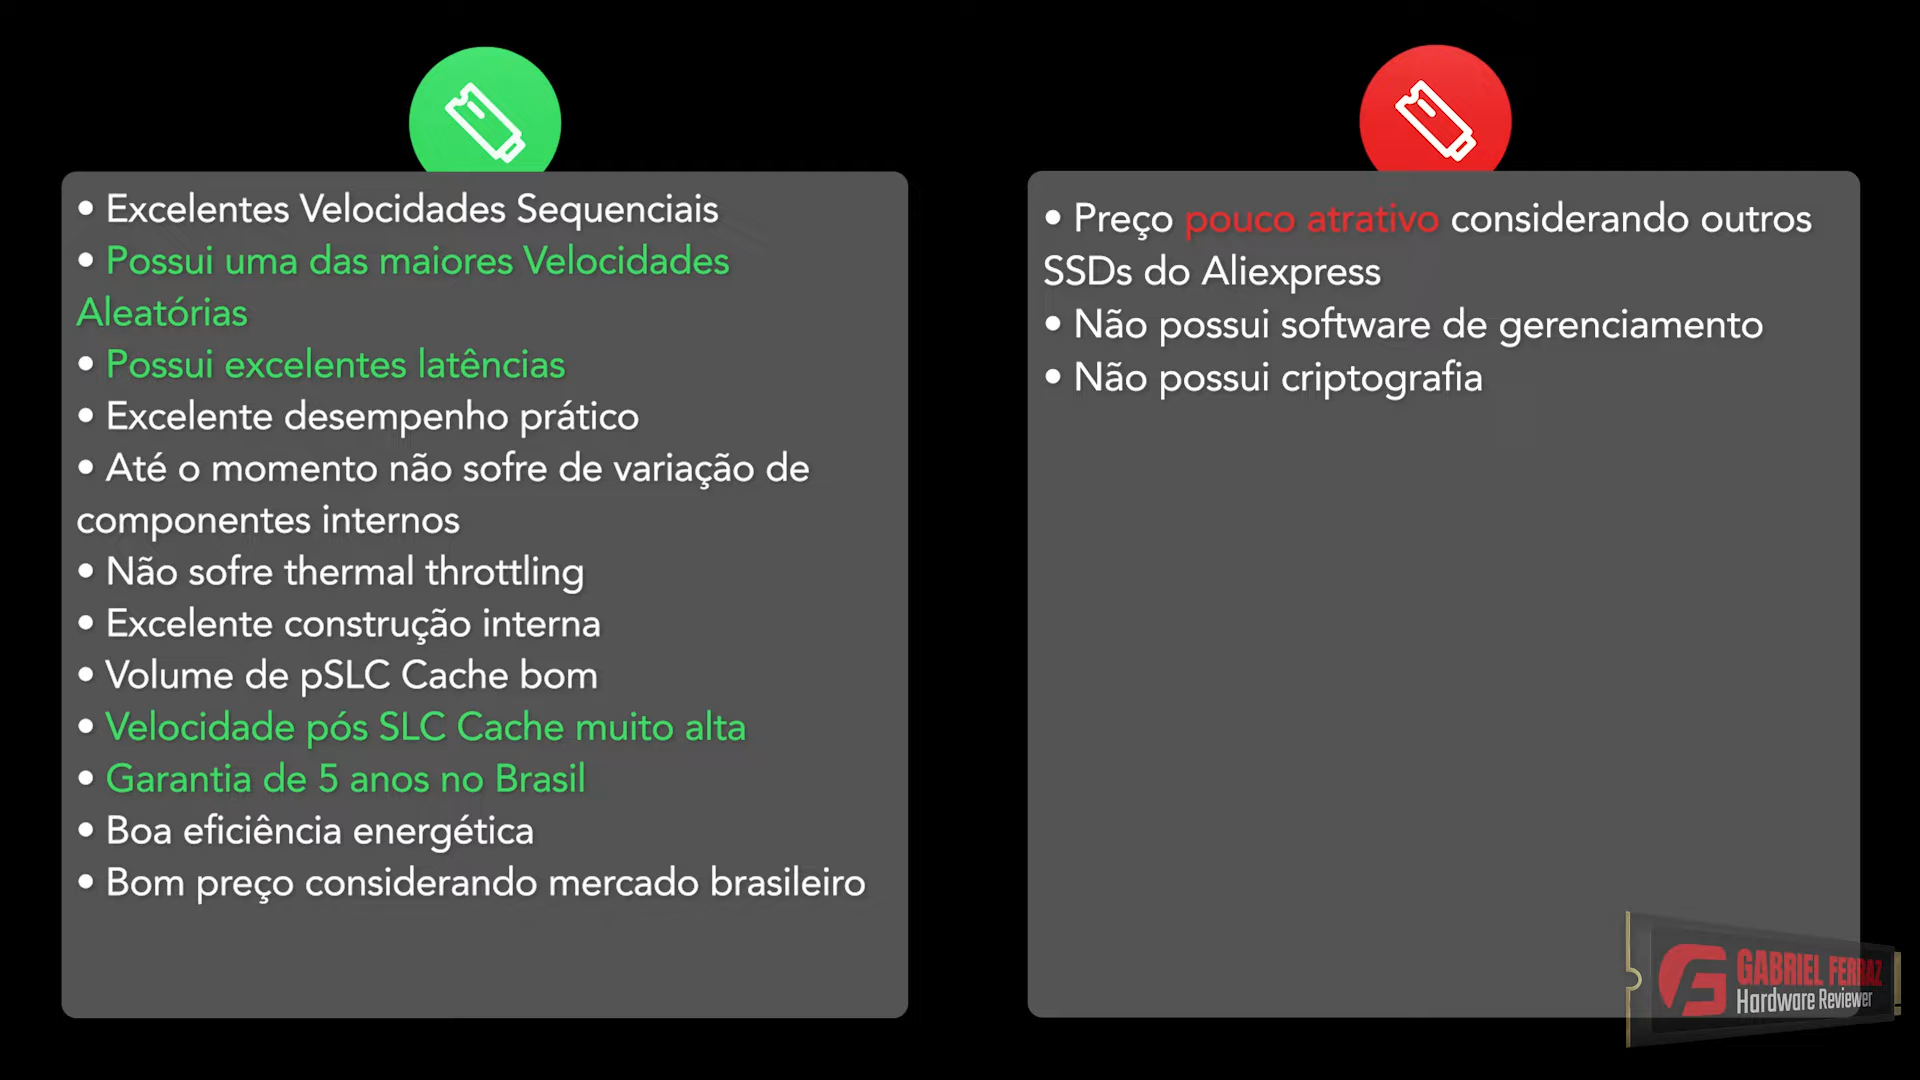 • Excelentes Velocidades Sequenciais
• Possui uma das maiores Velocidades
Aleatórias
• Possui excelentes latências
• Excelente desempenho prático
• Até o momento não sofre de variação de
componentes internos
• Não sofre thermal throttling
• Excelente construção interna
• Volume de pSLC Cache bom
• Velocidade pós SLC Cache muito alta
• Garantia de 5 anos no Brasil
• Boa eficiência energética
• Bom preço considerando mercado brasileiro
• Preço pouco atrativo considerando outros
SSDs do Aliexpress
• Não possui software de gerenciamento
• Não possui criptografia
GABRIEL FERRAZ
Hardware Reviewer